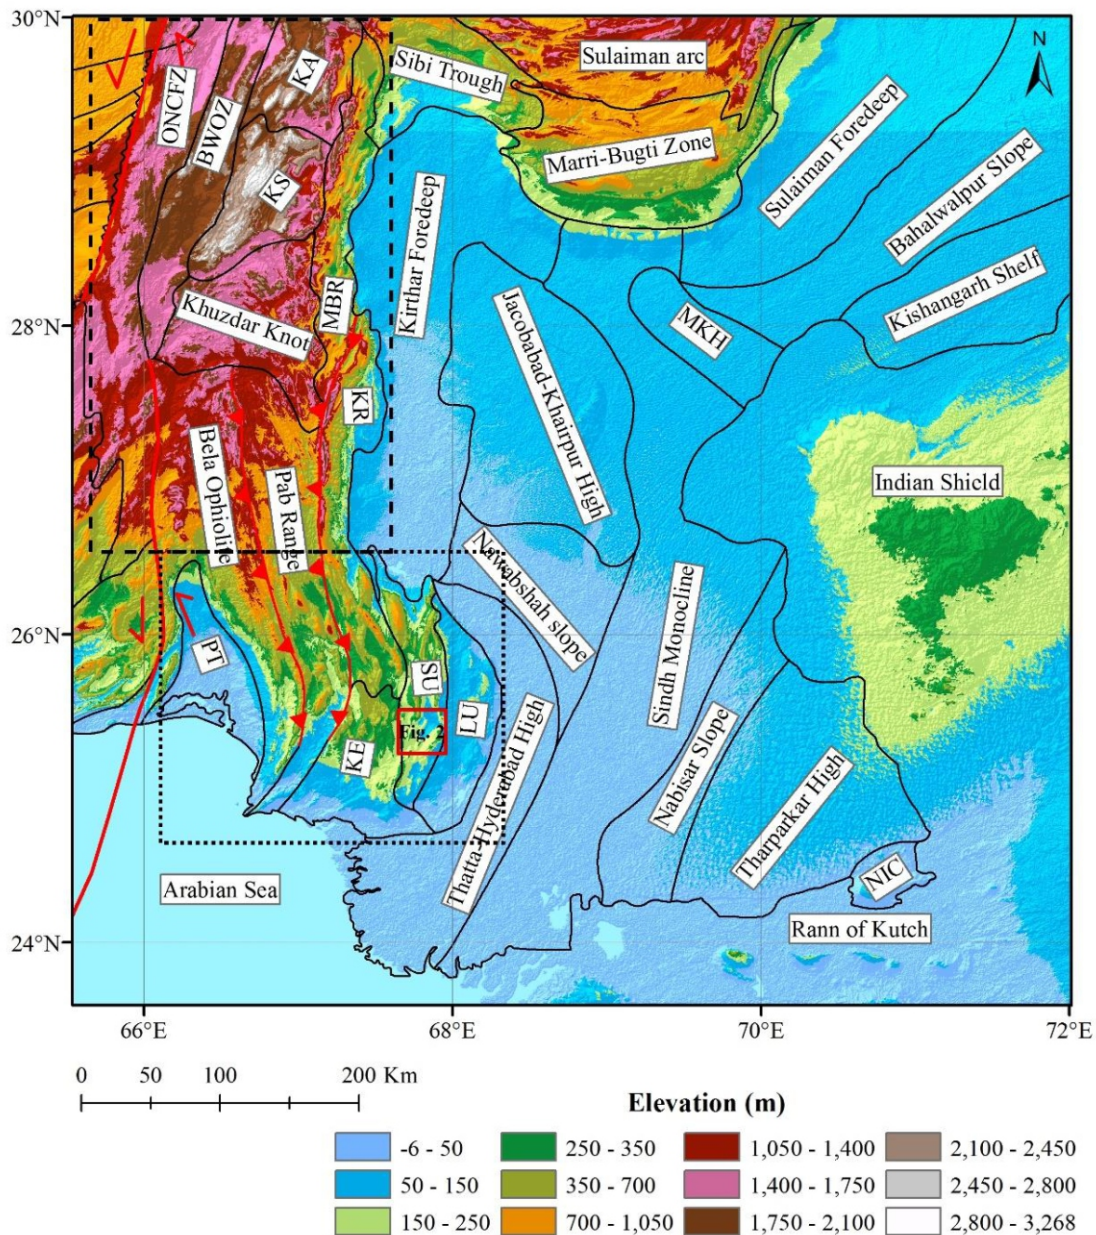 30°N
28°N
26°N
24°N
66°E
68°E
70°E
72°E
N
ONCFZ
BWOZ
KA
KS
Sibi Trough
Sulaiman arc
Marri-Bugti Zone
Sulaiman Foredeep
Bahalwalpur Slope
Kishangarh Shelf
Kirthar Foredeep
MBR
Khuzdar Knot
KR
Jacobabad-Khairpur High
MKH
Indian Shield
Bela Ophiolite
Pab Range
Nawabshah slope
Sindh Monocline
PT
SU
LU
KE
Fig. 2
Thatta-Hyderabad High
Nabisar Slope
Tharparkar High
NIC
Arabian Sea
Rann of Kutch
0 50 100 200 Km
Elevation (m)
-6 - 50
50 - 150
150 - 250
250 - 350
350 - 700
700 - 1,050
1,050 - 1,400
1,400 - 1,750
1,750 - 2,100
2,100 - 2,450
2,450 - 2,800
2,800 - 3,268